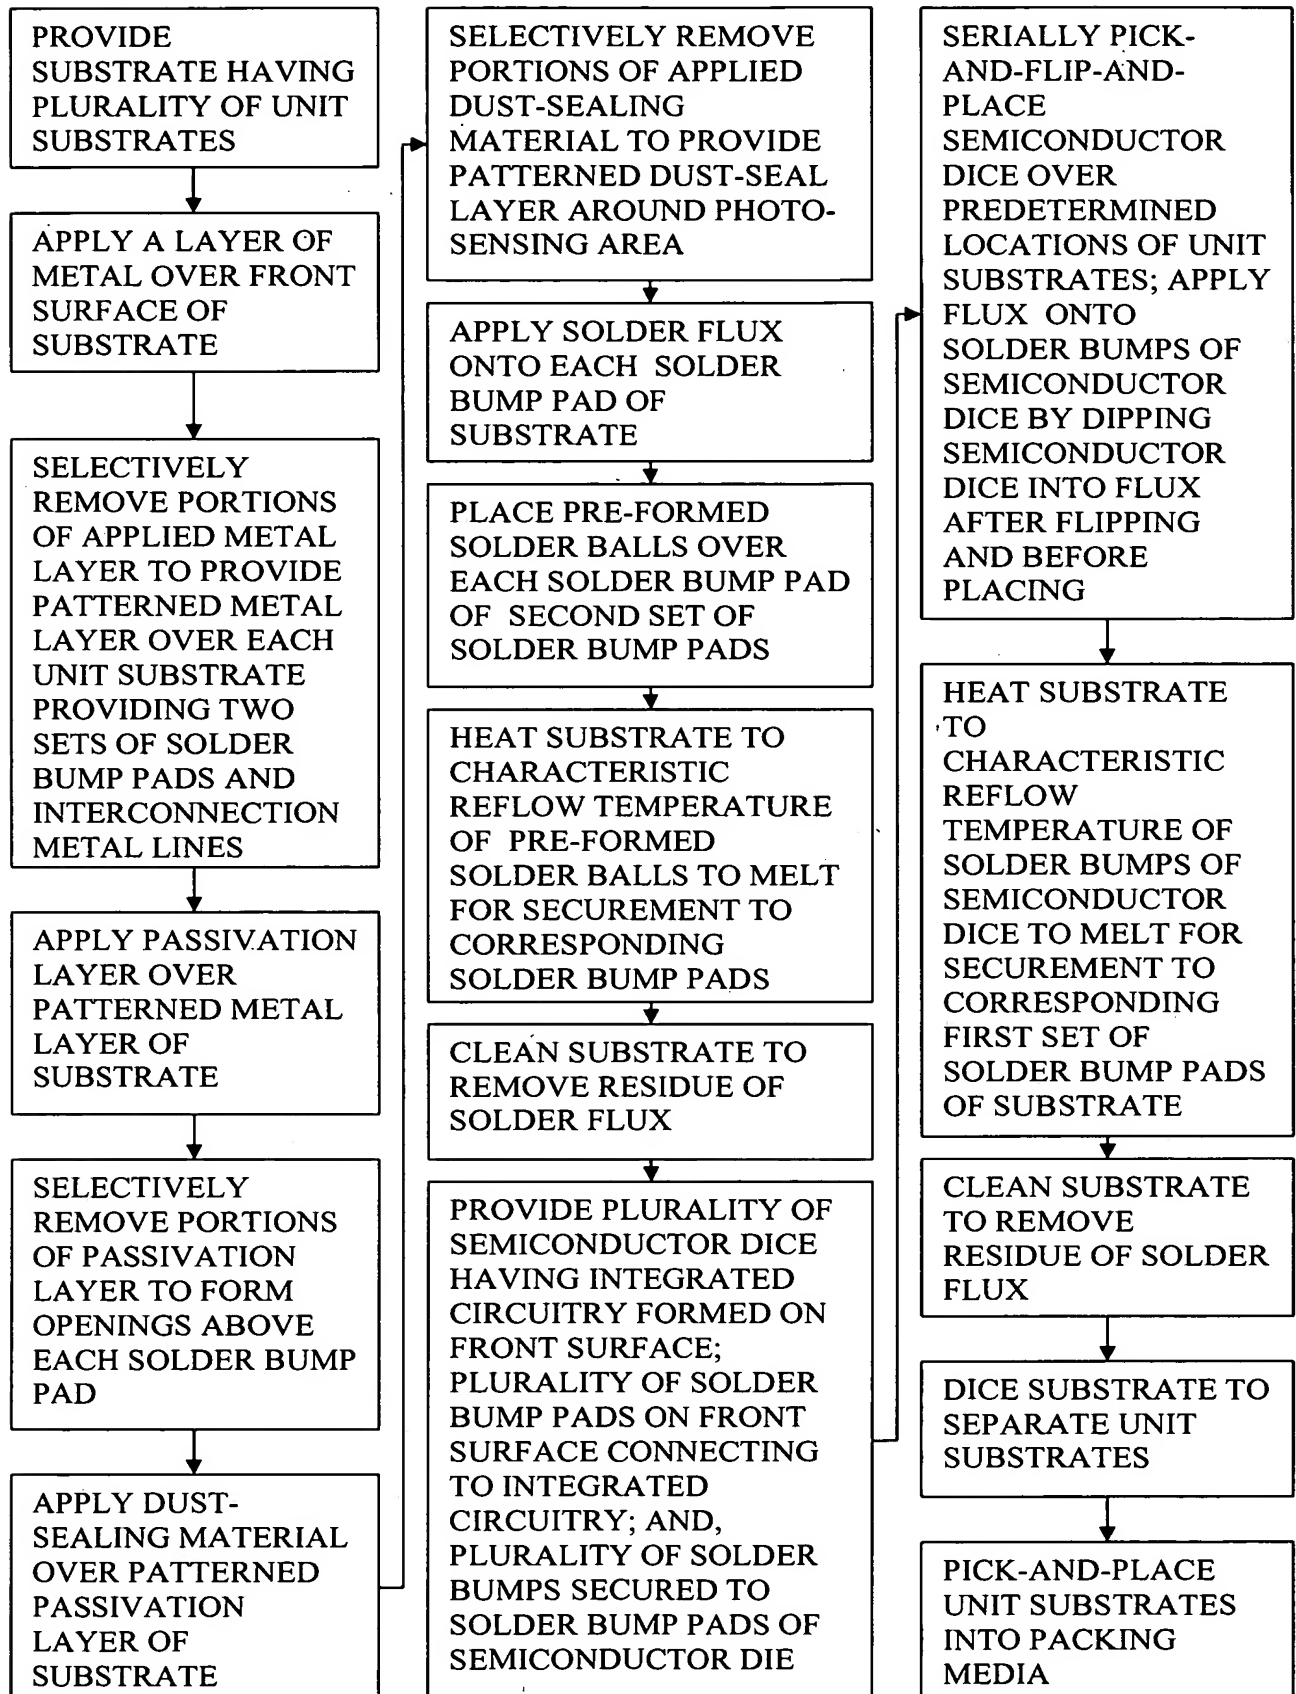 PROVIDE
SUBSTRATE HAVING
PLURALITY OF UNIT
SUBSTRATES
APPLY A LAYER OF
METAL OVER FRONT
SURFACE OF
SUBSTRATE
SELECTIVELY
REMOVE PORTIONS
OF APPLIED METAL
LAYER TO PROVIDE
PATTERNED METAL
LAYER OVER EACH
UNIT SUBSTRATE
PROVIDING TWO
SETS OF SOLDER
BUMP PADS AND
INTERCONNECTION
METAL LINES
APPLY PASSIVATION
LAYER OVER
PATTERNED METAL
LAYER OF
SUBSTRATE
SELECTIVELY
REMOVE PORTIONS
OF PASSIVATION
LAYER TO FORM
OPENINGS ABOVE
EACH SOLDER BUMP
PAD
APPLY DUST-
SEALING MATERIAL
OVER PATTERNED
PASSIVATION
LAYER OF
SUBSTRATE
SELECTIVELY REMOVE
PORTIONS OF APPLIED
DUST-SEALING
MATERIAL TO PROVIDE
PATTERNED DUST-SEAL
LAYER AROUND PHOTO-
SENSING AREA
APPLY SOLDER FLUX
ONTO EACH SOLDER
BUMP PAD OF
SUBSTRATE
PLACE PRE-FORMED
SOLDER BALLS OVER
EACH SOLDER BUMP PAD
OF SECOND SET OF
SOLDER BUMP PADS
HEAT SUBSTRATE TO
CHARACTERISTIC
REFLOW TEMPERATURE
OF PRE-FORMED
SOLDER BALLS TO MELT
FOR SECUREMENT TO
CORRESPONDING
SOLDER BUMP PADS
CLEAN SUBSTRATE TO
REMOVE RESIDUE OF
SOLDER FLUX
PROVIDE PLURALITY OF
SEMICONDUCTOR DICE
HAVING INTEGRATED
CIRCUITRY FORMED ON
FRONT SURFACE;
PLURALITY OF SOLDER
BUMP PADS ON FRONT
SURFACE CONNECTING
TO INTEGRATED
CIRCUITRY; AND,
PLURALITY OF SOLDER
BUMPS SECURED TO
SOLDER BUMP PADS OF
SEMICONDUCTOR DIE
SERIALLY PICK-
AND-FLIP-AND-
PLACE
SEMICONDUCTOR
DICE OVER
PREDETERMINED
LOCATIONS OF UNIT
SUBSTRATES; APPLY
FLUX ONTO
SOLDER BUMPS OF
SEMICONDUCTOR
DICE BY DIPPING
SEMICONDUCTOR
DICE INTO FLUX
AFTER FLIPPING
AND BEFORE
PLACING
HEAT SUBSTRATE
TO
CHARACTERISTIC
REFLOW
TEMPERATURE OF
SOLDER BUMPS OF
SEMICONDUCTOR
DICE TO MELT FOR
SECUREMENT TO
CORRESPONDING
FIRST SET OF
SOLDER BUMP PADS
OF SUBSTRATE
CLEAN SUBSTRATE
TO REMOVE
RESIDUE OF SOLDER
FLUX
DICE SUBSTRATE TO
SEPARATE UNIT
SUBSTRATES
PICK-AND-PLACE
UNIT SUBSTRATES
INTO PACKING
MEDIA